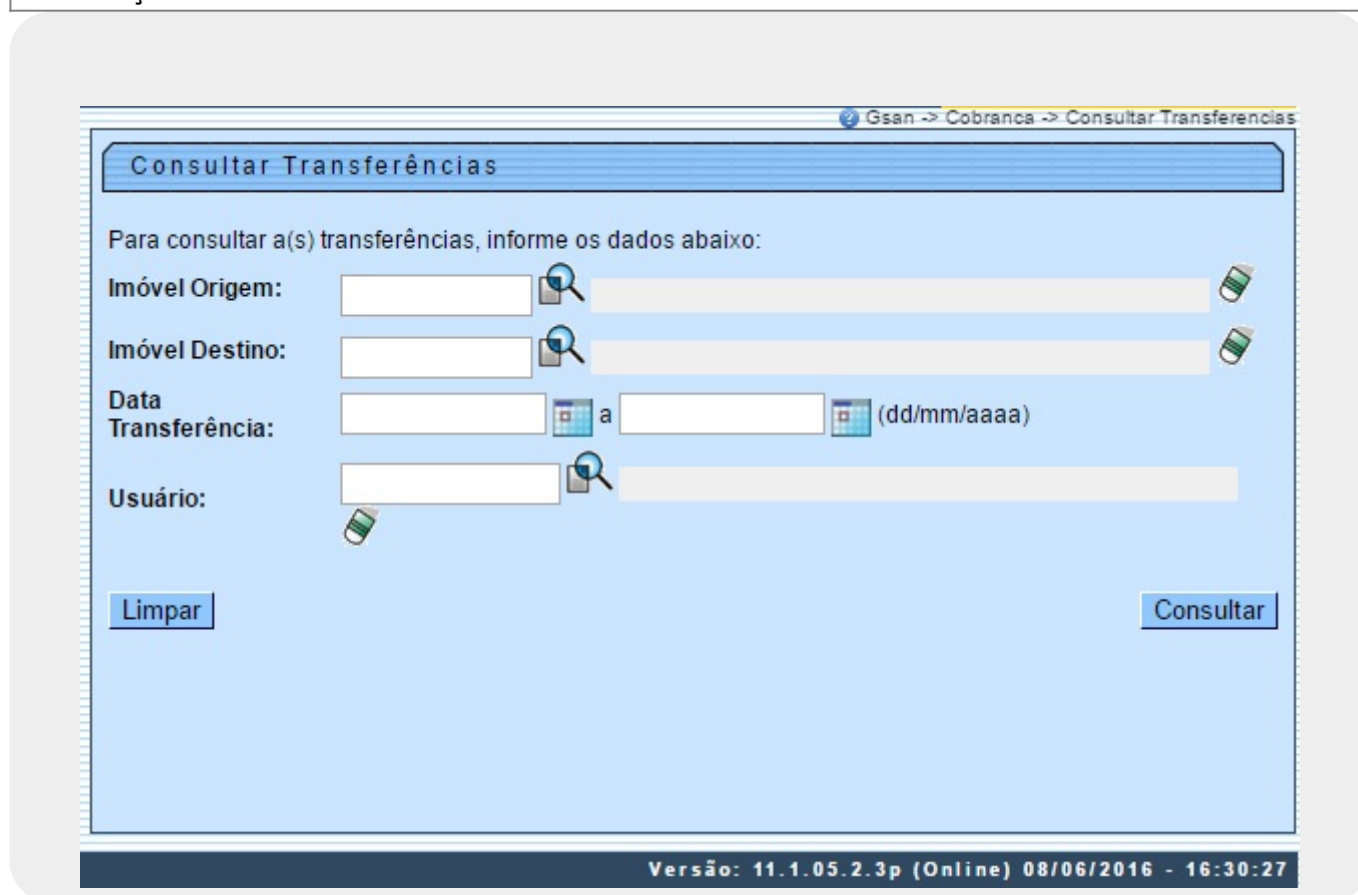 Gsan -> Cobranca -> Consultar Transferencias
Consultar Transferências
Para consultar a(s) transferências, informe os dados abaixo:
Imóvel Origem:
Imóvel Destino:
Data
Transferência:
a
(dd/mm/aaaa)
Usuário:
Limpar
Consultar
Versão: 11.1.05.2.3p (Online) 08/06/2016 - 16:30:27